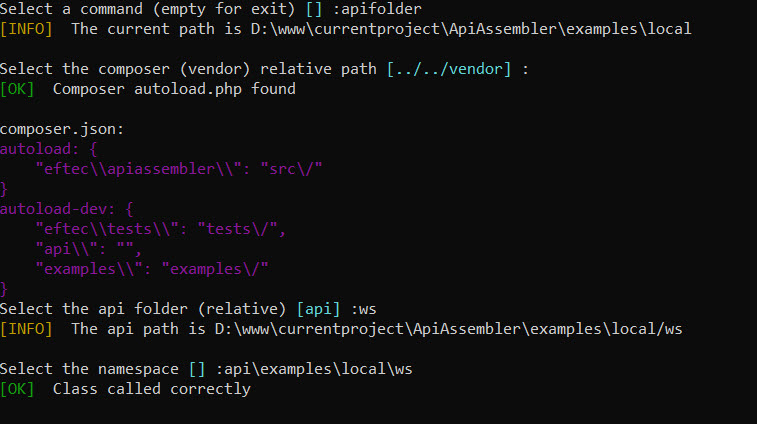 Select a command (empty for exit) [] :apifolder
[INFO]  The current path is D:\www\currentproject\ApiAssembler\examples\local
Select the composer (vendor) relative path [../../vendor] :
[OK]  Composer autoload.php found
composer.json:
autoload: {
    "eftec\\apiassembler\\": "src\/"
}
autoload-dev: {
    "eftec\\tests\\": "tests\/",
    "api\\": "",
    "examples\\": "examples\/"
}
Select the api folder (relative) [api] :ws
[INFO]  The api path is D:\www\currentproject\ApiAssembler\examples\local/ws
Select the namespace [] :api\examples\local\ws
[OK]  Class called correctly